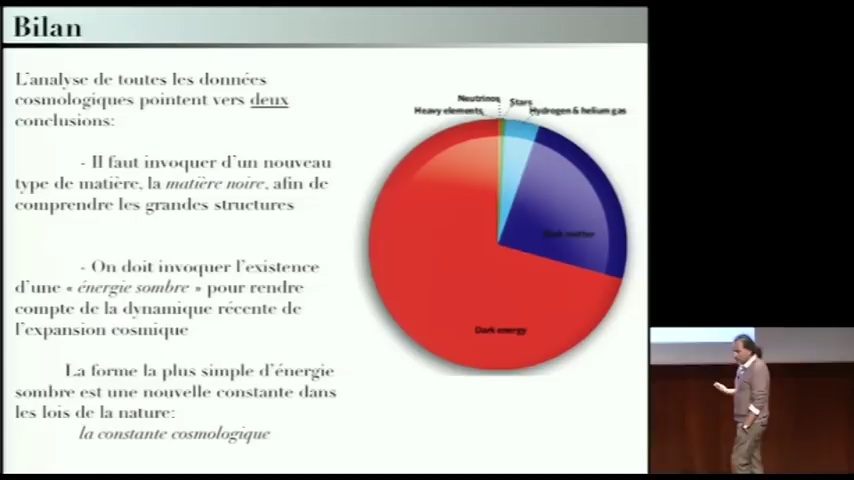 Bilan
L'analyse de toutes les données
cosmologiques pointent vers deux
conclusions:
- Il faut invoquer d'un nouveau
type de matière, la matière noire, afin de
comprendre les grandes structures
- On doit invoquer l'existence
d'une « énergie sombre » pour rendre
compte de la dynamique récente de
l'expansion cosmique
La forme la plus simple d'énergie
sombre est une nouvelle constante dans
les lois de la nature:
la constante cosmologique
Neutrinos
Stars
Heavy elements
Hydrogen & helium gas
Dark matter
Dark energy